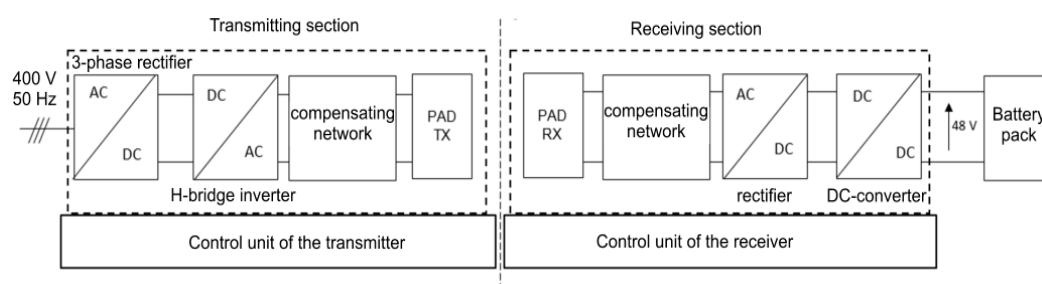 Transmitting section
Receiving section
3-phase rectifier
400 V
50 Hz
AC
DC
DC
AC
compensating
network
PAD
TX
H-bridge inverter
PAD
RX
compensating
network
AC
DC
rectifier
DC
DC
DC-converter
48 V
Battery
pack
Control unit of the transmitter
Control unit of the receiver